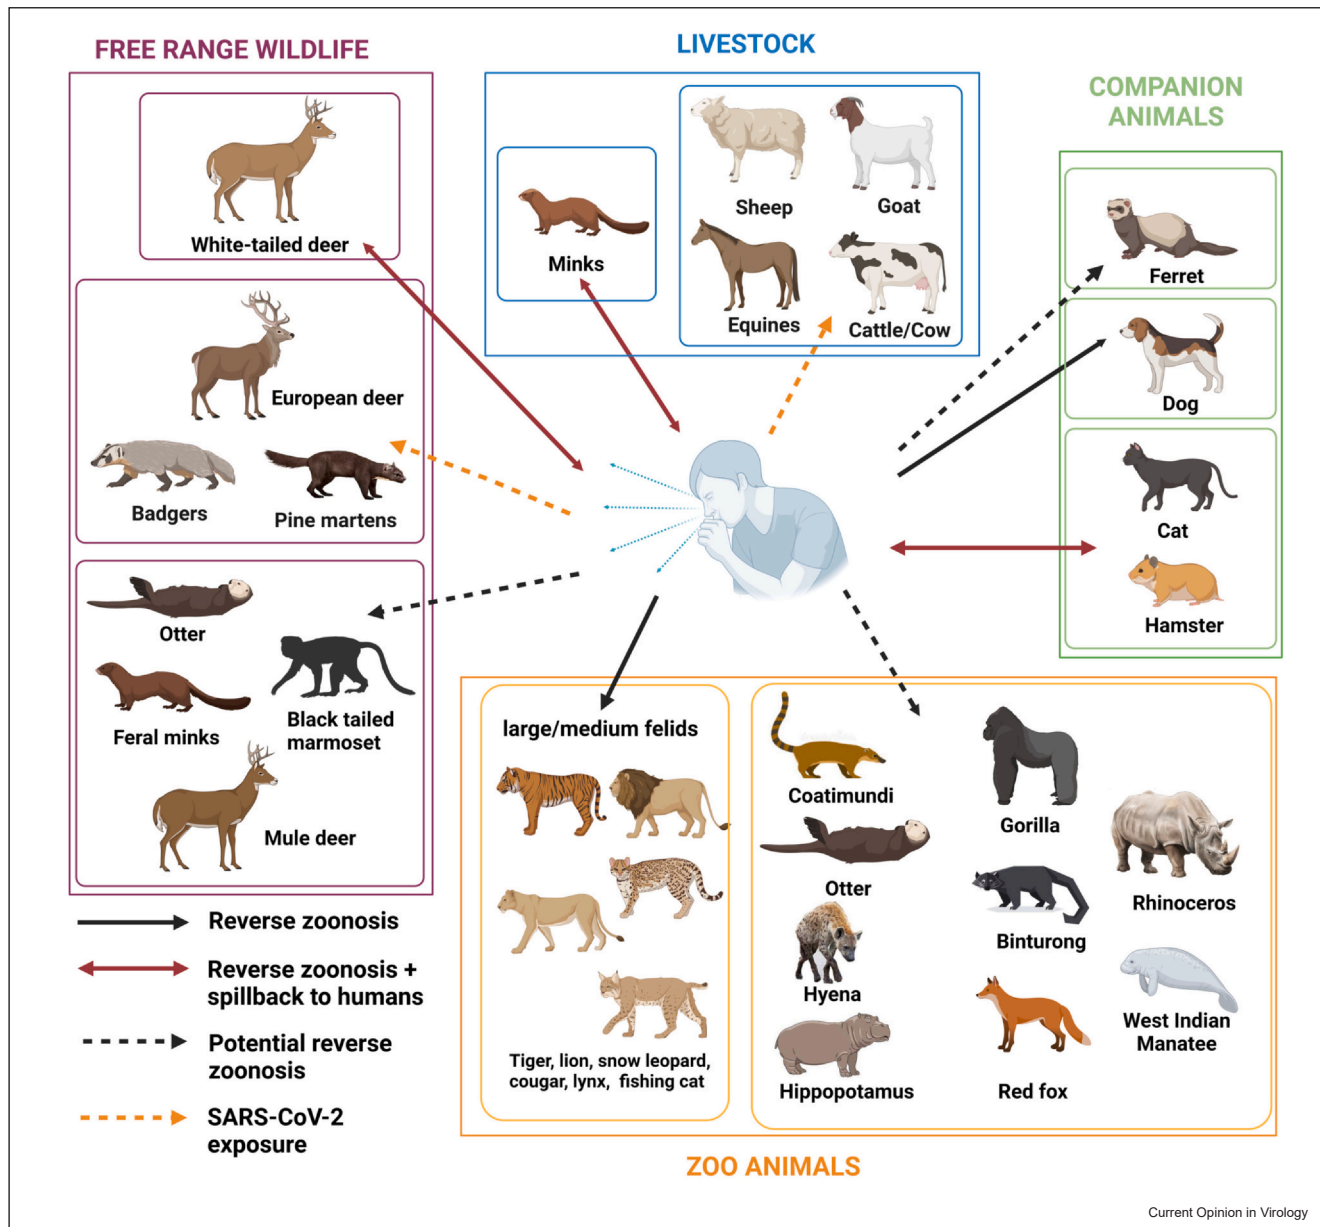 FREE RANGE WILDLIFE
White-tailed deer
European deer
Badgers
Pine martens
Otter
Feral minks
Black tailed
marmoset
Mule deer
LIVESTOCK
Minks
Sheep
Goat
Equines
Cattle/Cow
COMPANION
ANIMALS
Ferret
Dog
Cat
Hamster
large/medium felids
Tiger, lion, snow leopard,
cougar, lynx, fishing cat
Coatimundi
Gorilla
Otter
Rhinoceros
Binturong
Hyena
West Indian
Manatee
Hippopotamus
Red fox
ZOO ANIMALS
Reverse zoonosis
Reverse zoonosis +
spillback to humans
Potential reverse
zoonosis
SARS-CoV-2
exposure
Current Opinion in Virology